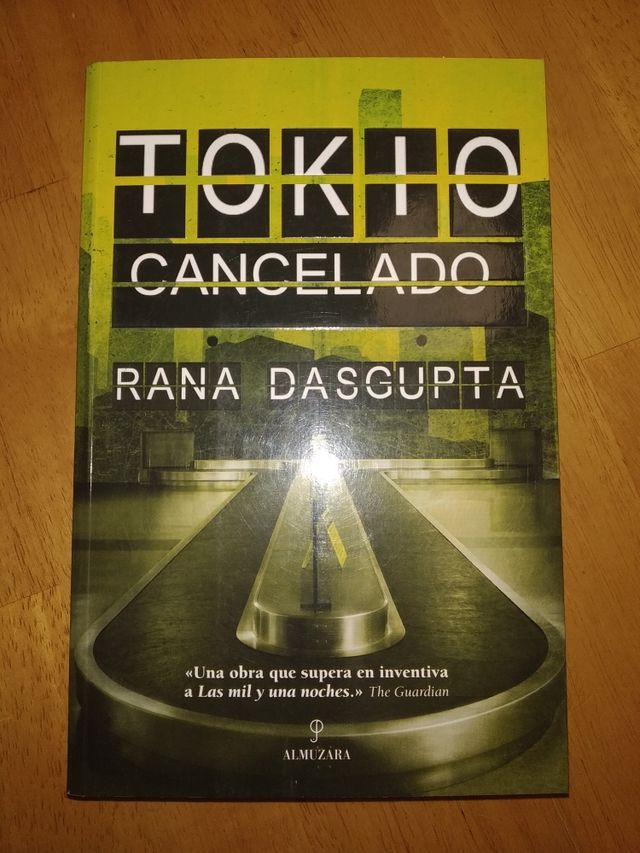 TOKIO
CANCELADO
RANA DASGUPTA
«Una obra que supera en inventiva
a Las mil y una noches.» The Guardian
ALMUZARA